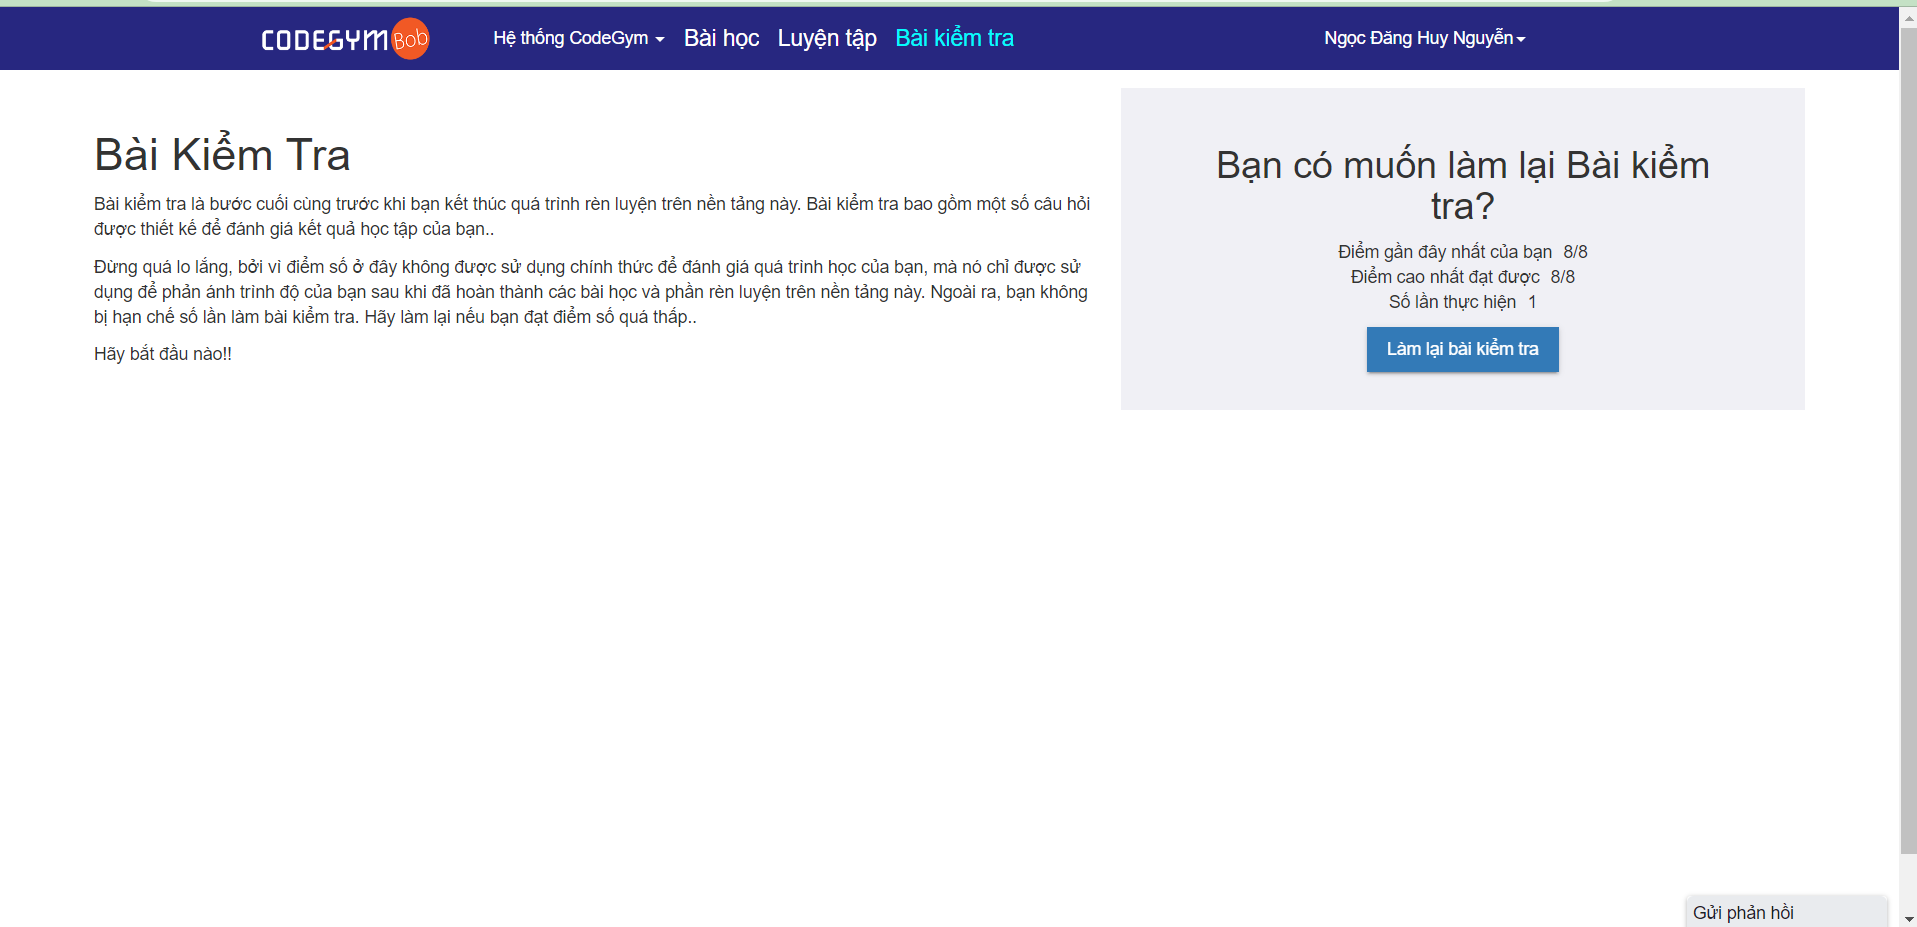 CODEGYM Bob
Hệ thống CodeGym Bài học Luyện tập Bài kiểm tra
Ngọc Đăng Huy Nguyễn
Bài Kiểm Tra
Bài kiểm tra là bước cuối cùng trước khi bạn kết thúc quá trình rèn luyện trên nền tảng này. Bài kiểm tra bao gồm một số câu hỏi
được thiết kế để đánh giá kết quả học tập của bạn..
Đừng quá lo lắng, bởi vì điểm số ở đây không được sử dụng chính thức để đánh giá quá trình học của bạn, mà nó chỉ được sử
dụng để phản ánh trình độ của bạn sau khi đã hoàn thành các bài học và phần rèn luyện trên nền tảng này. Ngoài ra, bạn không
bị hạn chế số lần làm bài kiểm tra. Hãy làm lại nếu bạn đạt điểm số quá thấp..
Hãy bắt đầu nào!!
Bạn có muốn làm lại Bài kiểm
tra?
Điểm gần đây nhất của bạn 8/8
Điểm cao nhất đạt được 8/8
Số lần thực hiện 1
Làm lại bài kiểm tra
Gửi phản hồi